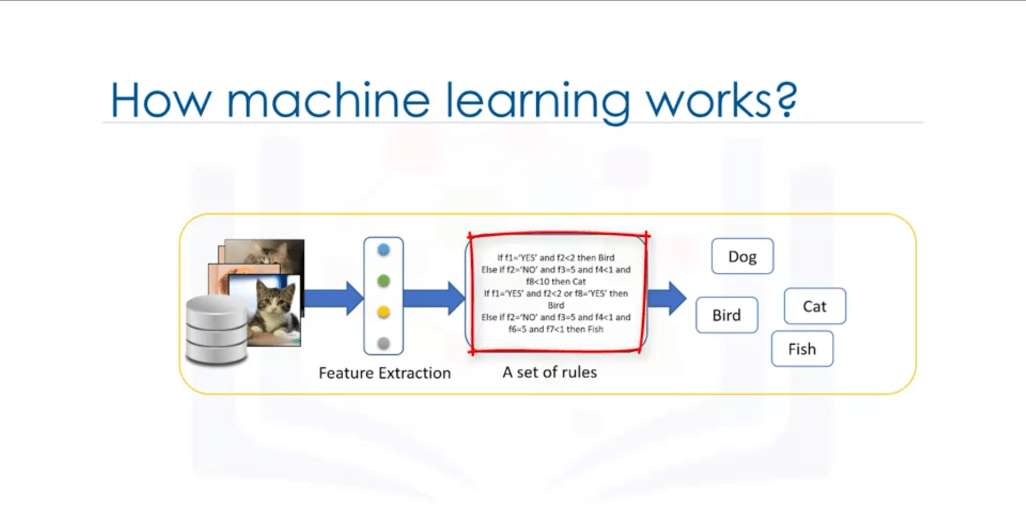 How machine learning works?
If f1='YES' and f2<2 then Bird
Else if f2='NO' and f3=5 and f4<1 and
f8<10 then Cat
If f1='YES' and f2<2 or f8='YES' then
Bird
Else if f2='NO' and f3=5 and f4<1 and
f6=5 and f7<1 then Fish
Feature Extraction
A set of rules
Dog
Bird
Cat
Fish